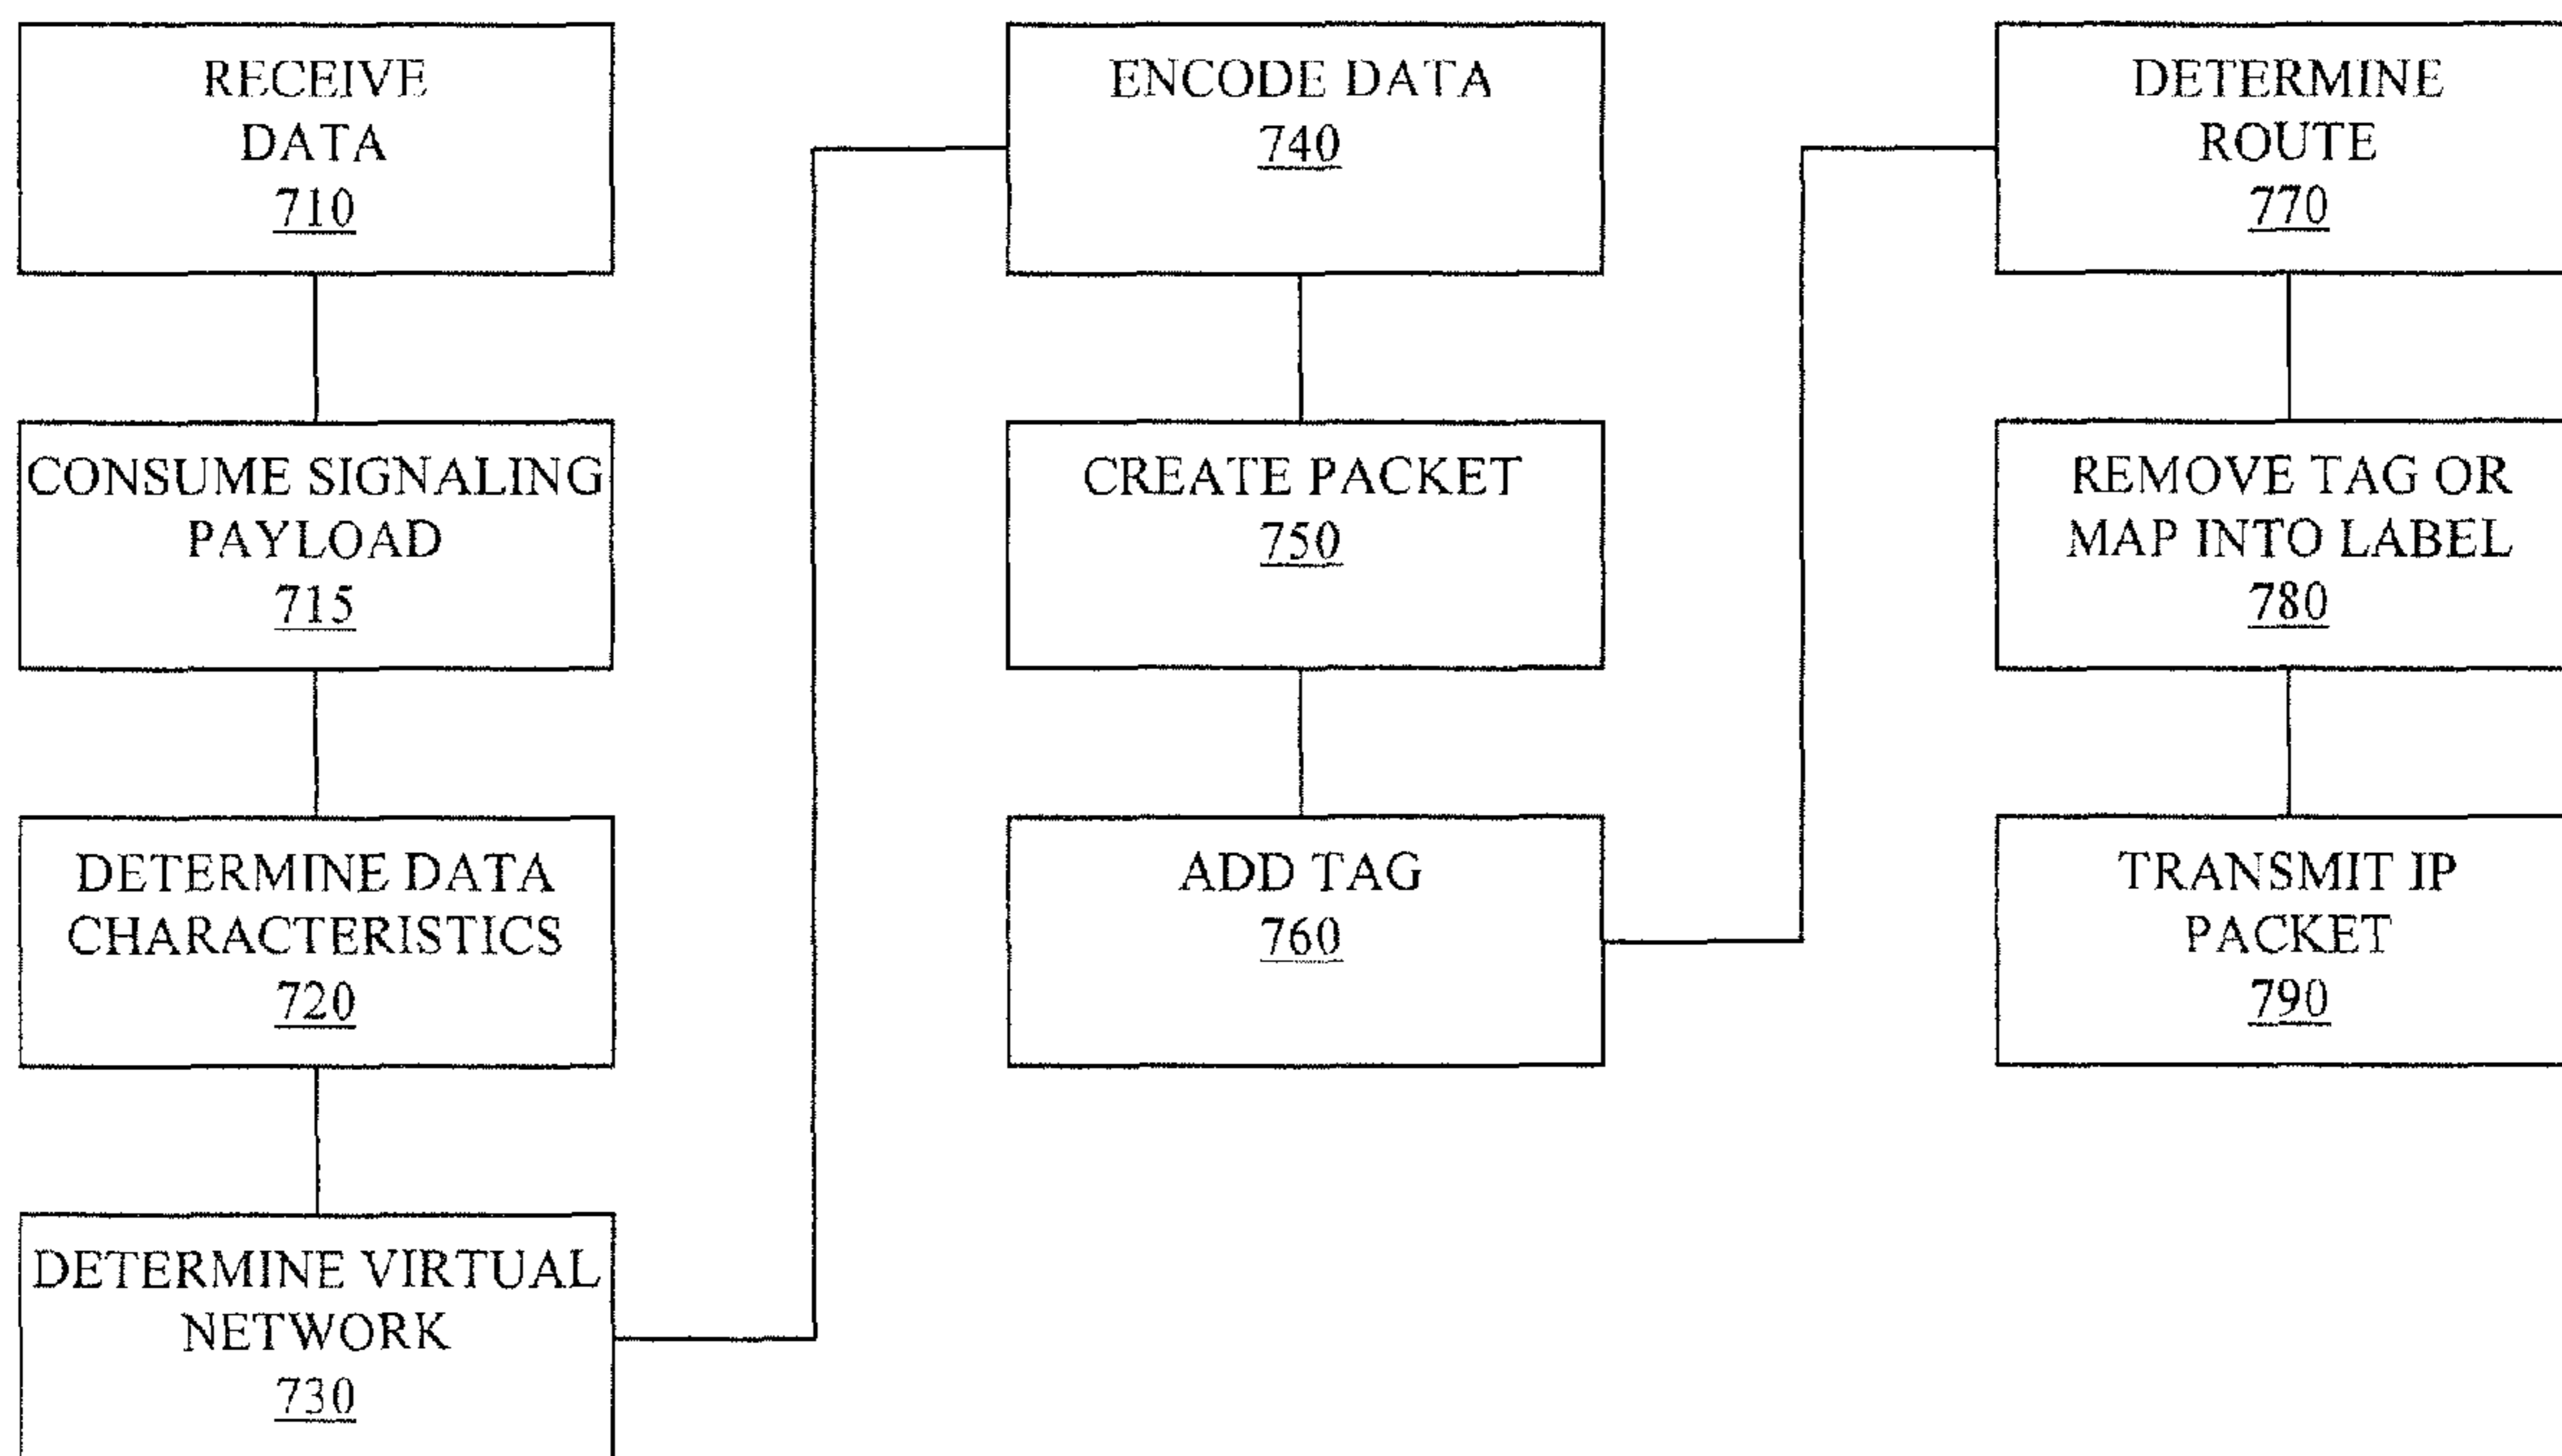 RECEIVE
DATA
710
CONSUME SIGNALING
PAYLOAD
715
DETERMINE DATA
CHARACTERISTICS
720
DETERMINE VIRTUAL
NETWORK
730
ENCODE DATA
740
CREATE PACKET
750
ADD TAG
760
DETERMINE
ROUTE
770
REMOVE TAG OR
MAP INTO LABEL
780
TRANSMIT IP
PACKET
790